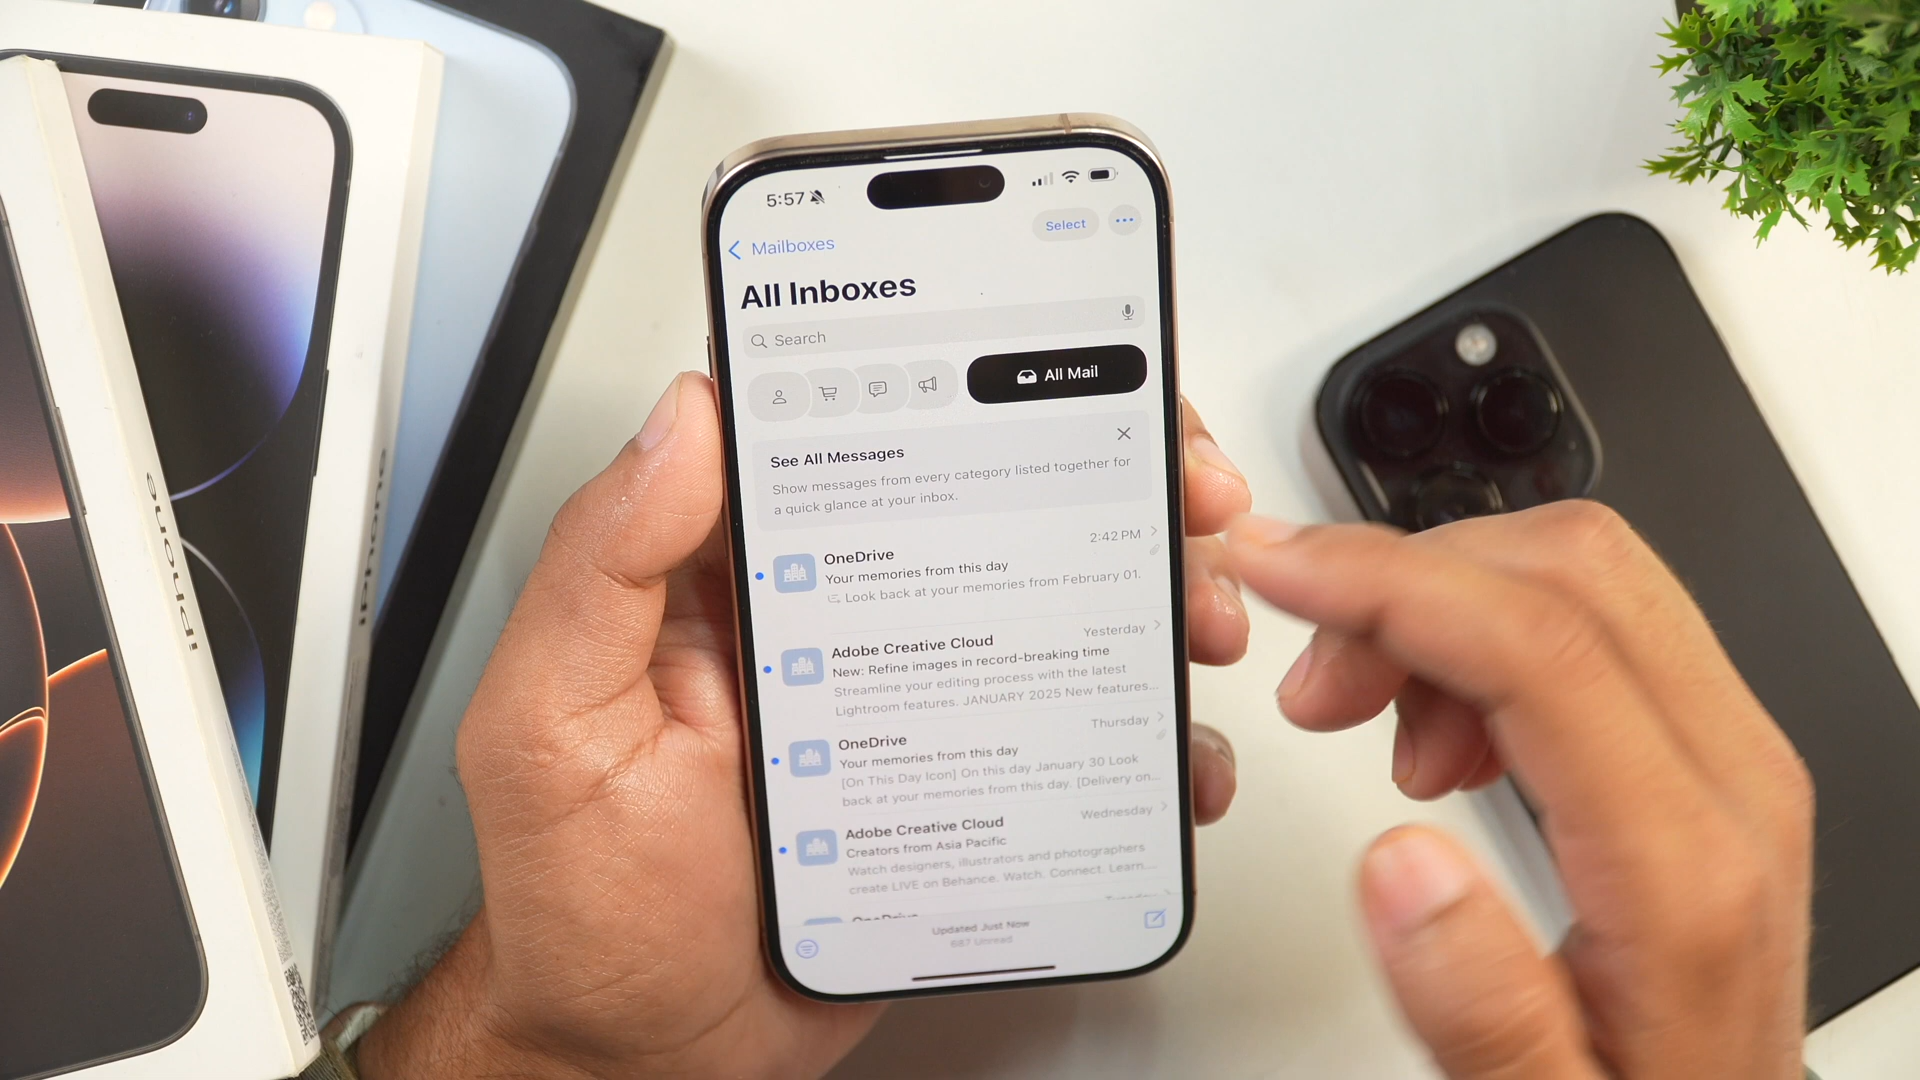 5:57
Select
Mailboxes
All Inboxes
Search
All Mail
See All Messages
Show messages from every category listed together for
a quick glance at your inbox.
OneDrive
2:42 PM
Your memories from this day
Look back at your memories from February 01.
Adobe Creative Cloud
Yesterday
New: Refine images in record-breaking time
Streamline your editing process with the latest
Lightroom features. JANUARY 2025 New features...
OneDrive
Thursday
Your memories from this day
[On This Day Icon] On this day January 30 Look
back at your memories from this day. [Delivery on...
Adobe Creative Cloud
Wednesday
Creators from Asia Pacific
Watch designers, illustrators and photographers
create LIVE on Behance. Watch. Connect. Learn....
OneDrive
Updated Just Now
687 Unread
iPhone
iPhone